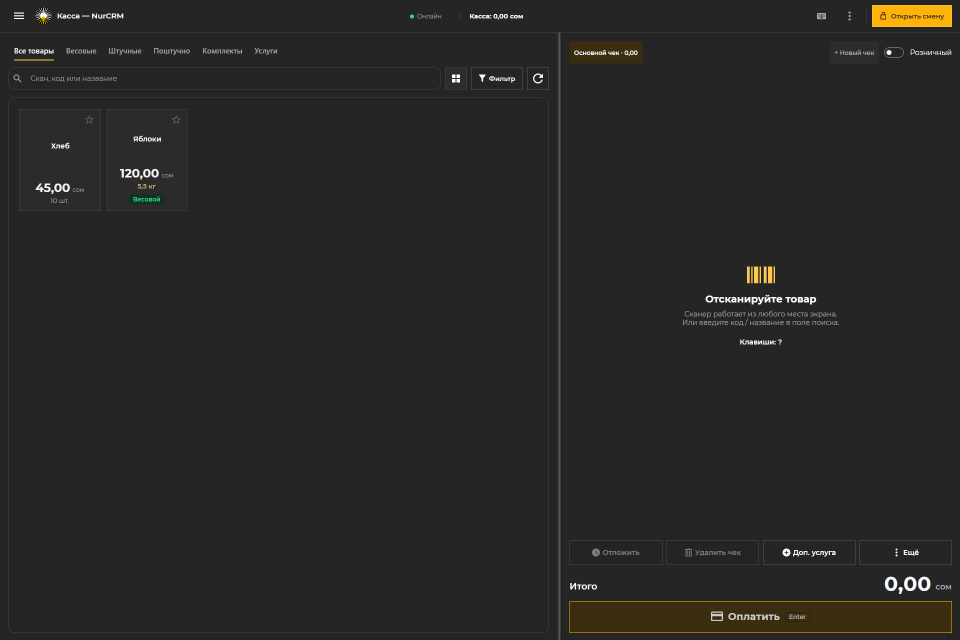 Касса — NurCRM
Онлайн
Касса: 0,00 сом
Открыть смену
Все товары
Весовые
Штучные
Поштучно
Комплекты
Услуги
Скан, код или название
Фильтр
Хлеб
45,00 сом
10 шт.
Яблоки
120,00 сом
5,5 кг
Весовой
Основной чек · 0,00
+ Новый чек
Розничный
Отсканируйте товар
Сканер работает из любого места экрана.
Или введите код / название в поле поиска.
Клавиши: ?
Отложить
Удалить чек
Доп. услуга
Ещё
Итого
0,00 сом
Оплатить Enter